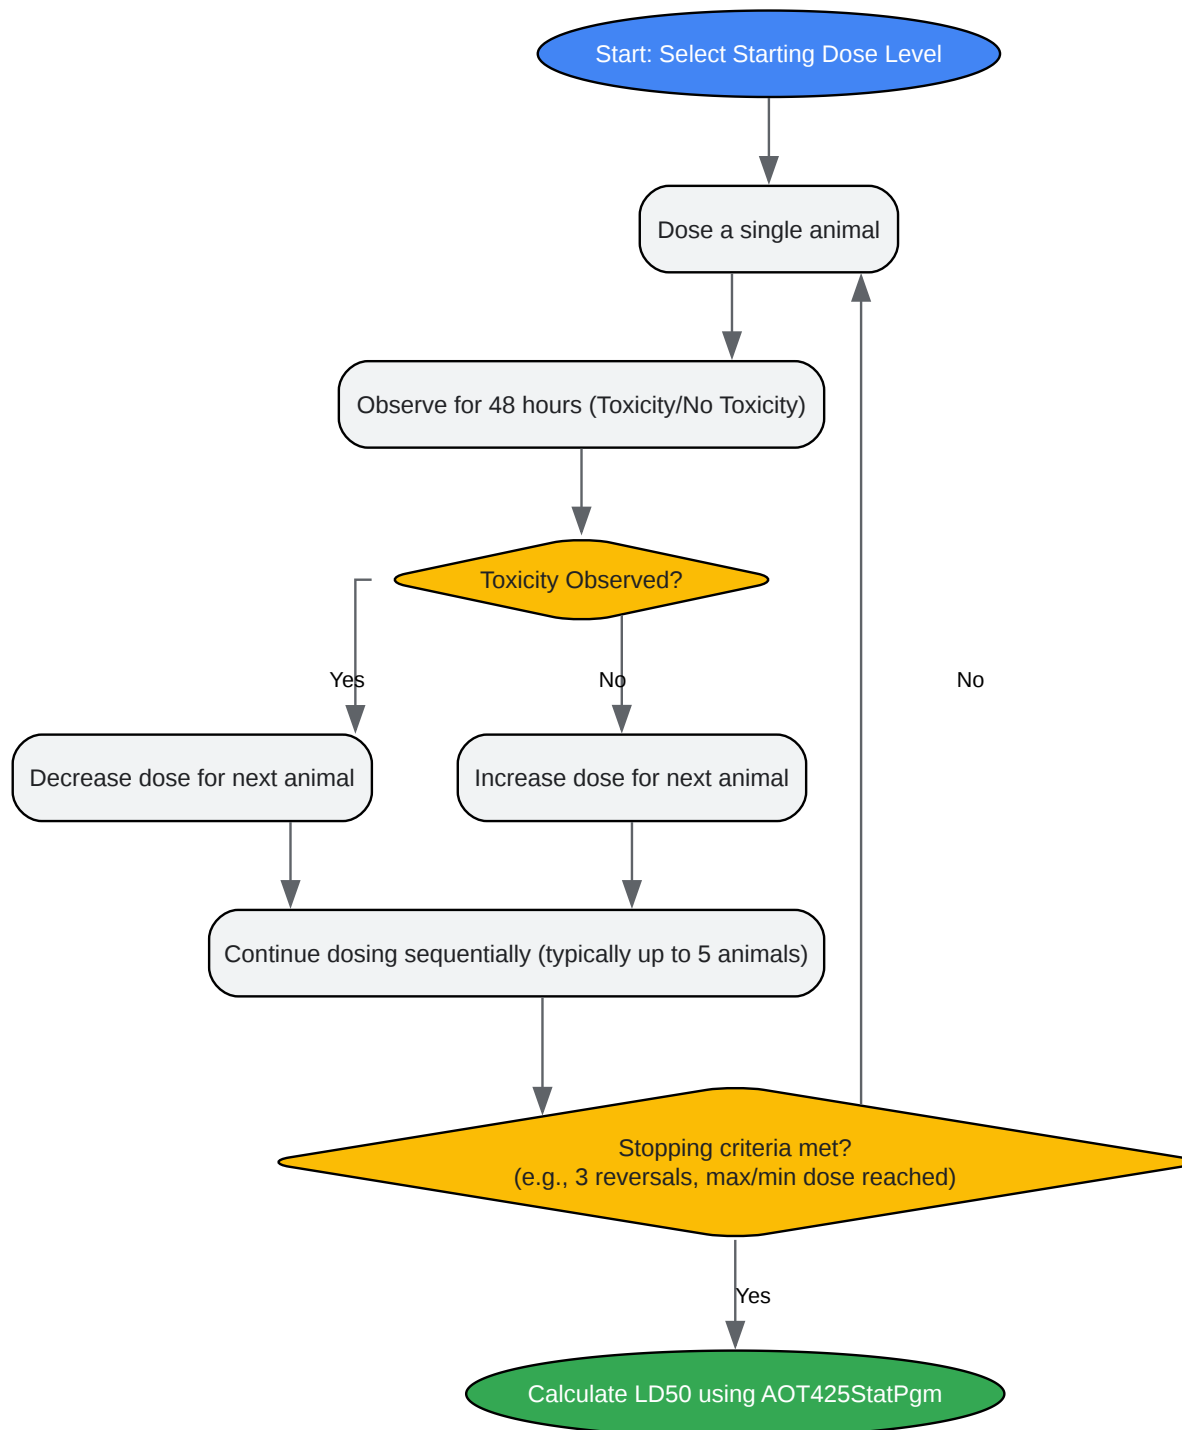 Start: Select Starting Dose Level
Dose a single animal
Observe for 48 hours (Toxicity/No Toxicity)
Toxicity Observed?
Yes
No
No
Decrease dose for next animal
Increase dose for next animal
Continue dosing sequentially (typically up to 5 animals)
Stopping criteria met?
(e.g., 3 reversals, max/min dose reached)
Yes
Calculate LD50 using AOT425StatPgm